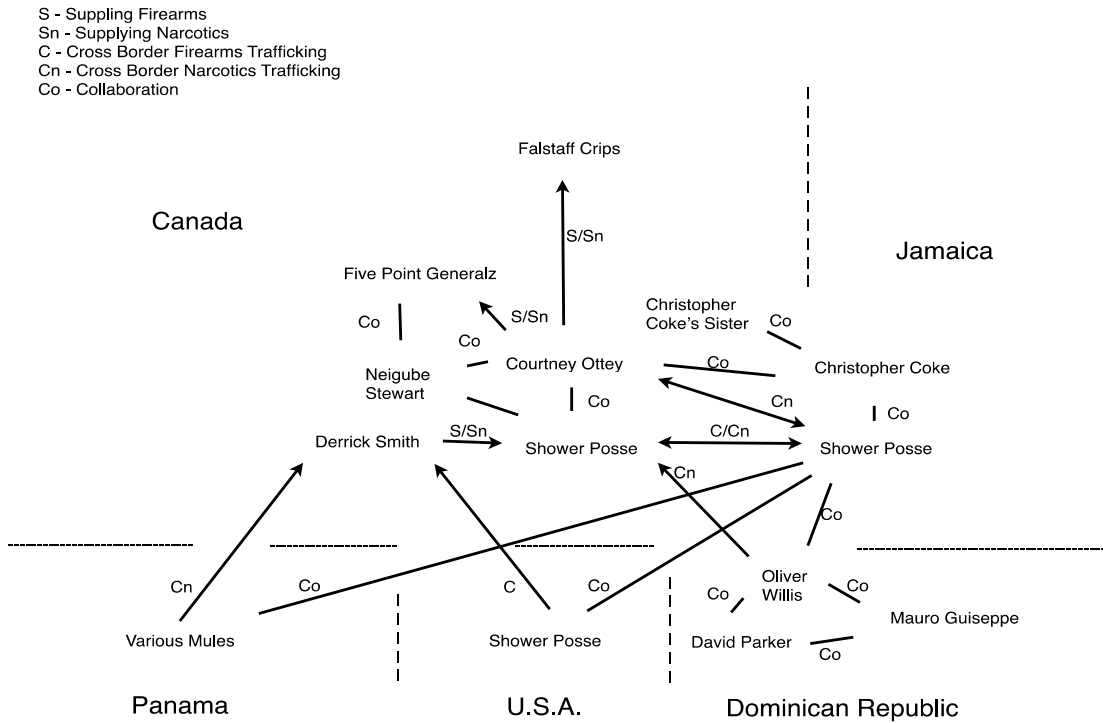 S - Suppling Firearms
Sn - Supplying Narcotics
C - Cross Border Firearms Trafficking
Cn - Cross Border Narcotics Trafficking
Co - Collaboration
Falstaff Crips
Canada
S/Sn
Jamaica
Five Point Generalz
Christopher
Coke's Sister
Co
S/Sn
Co
Co
Courtney Ottey
Co
Christopher Coke
Neigube
Stewart
Co
Cn
Co
Derrick Smith
S/Sn
Shower Posse
C/Cn
Shower Posse
Cn
Co
Cn
Co
C
Co
Oliver
Willis
Co
Co
Various Mules
Shower Posse
David Parker
Mauro Guiseppe
Co
Panama
U.S.A.
Dominican Republic